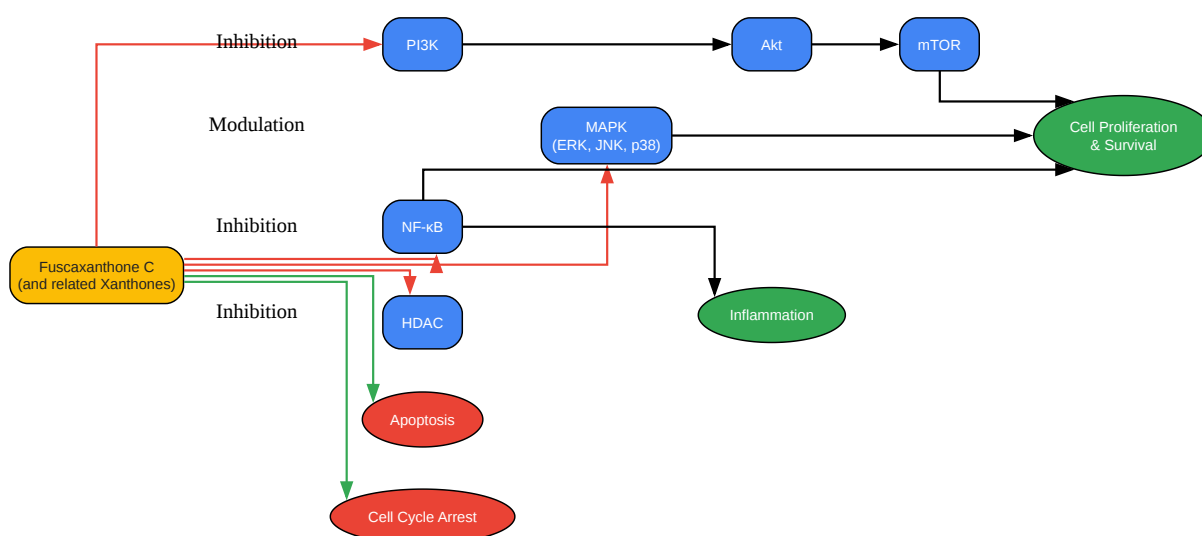 Inhibition
PI3K
Akt
mTOR
Modulation
MAPK
(ERK, JNK, p38)
Cell Proliferation
& Survival
Inhibition
NF-κB
Fuscaxanthone C
(and related Xanthones)
Inhibition
HDAC
Inflammation
Apoptosis
Cell Cycle Arrest